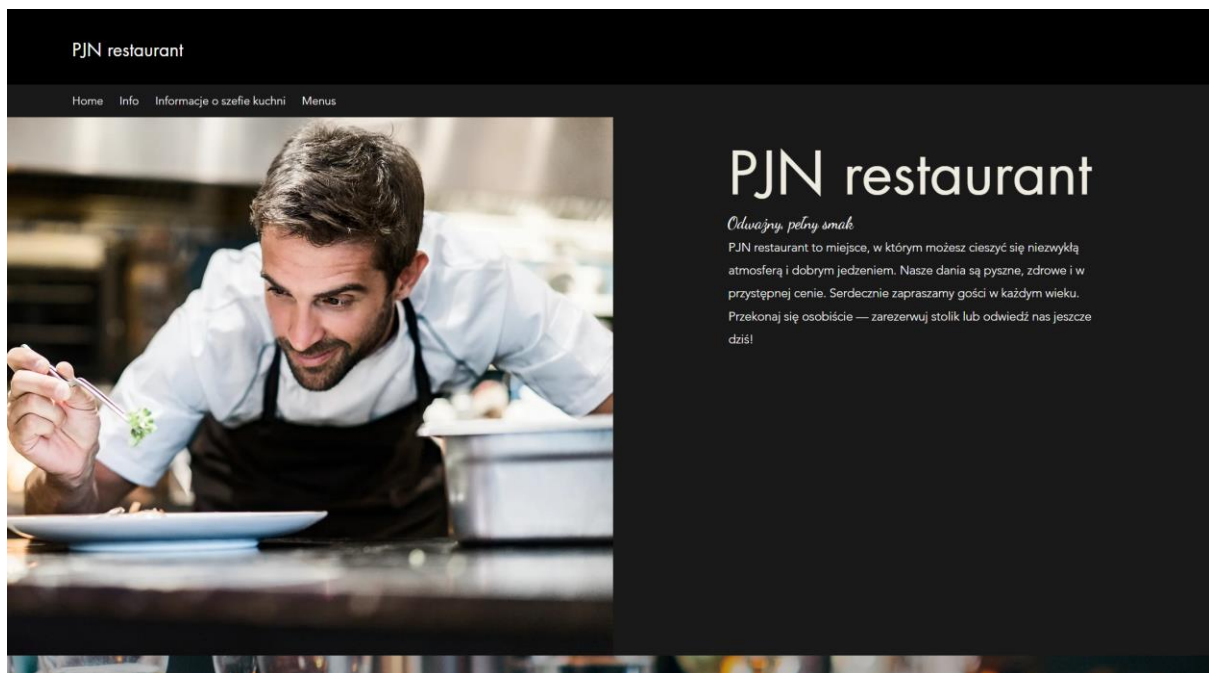 PJN restaurant
Home Info Informacje o szefie kuchni Menus
PJN restaurant
Odważny, pełny smak
PJN restaurant to miejsce, w którym możesz cieszyć się niezwykłą
atmosferą i dobrym jedzeniem. Nasze dania są pyszne, zdrowe i w
przystępnej cenie. Serdecznie zapraszamy gości w każdym wieku.
Przekonaj się osobiście — zarezerwuj stolik lub odwiedź nas jeszcze
dziś!